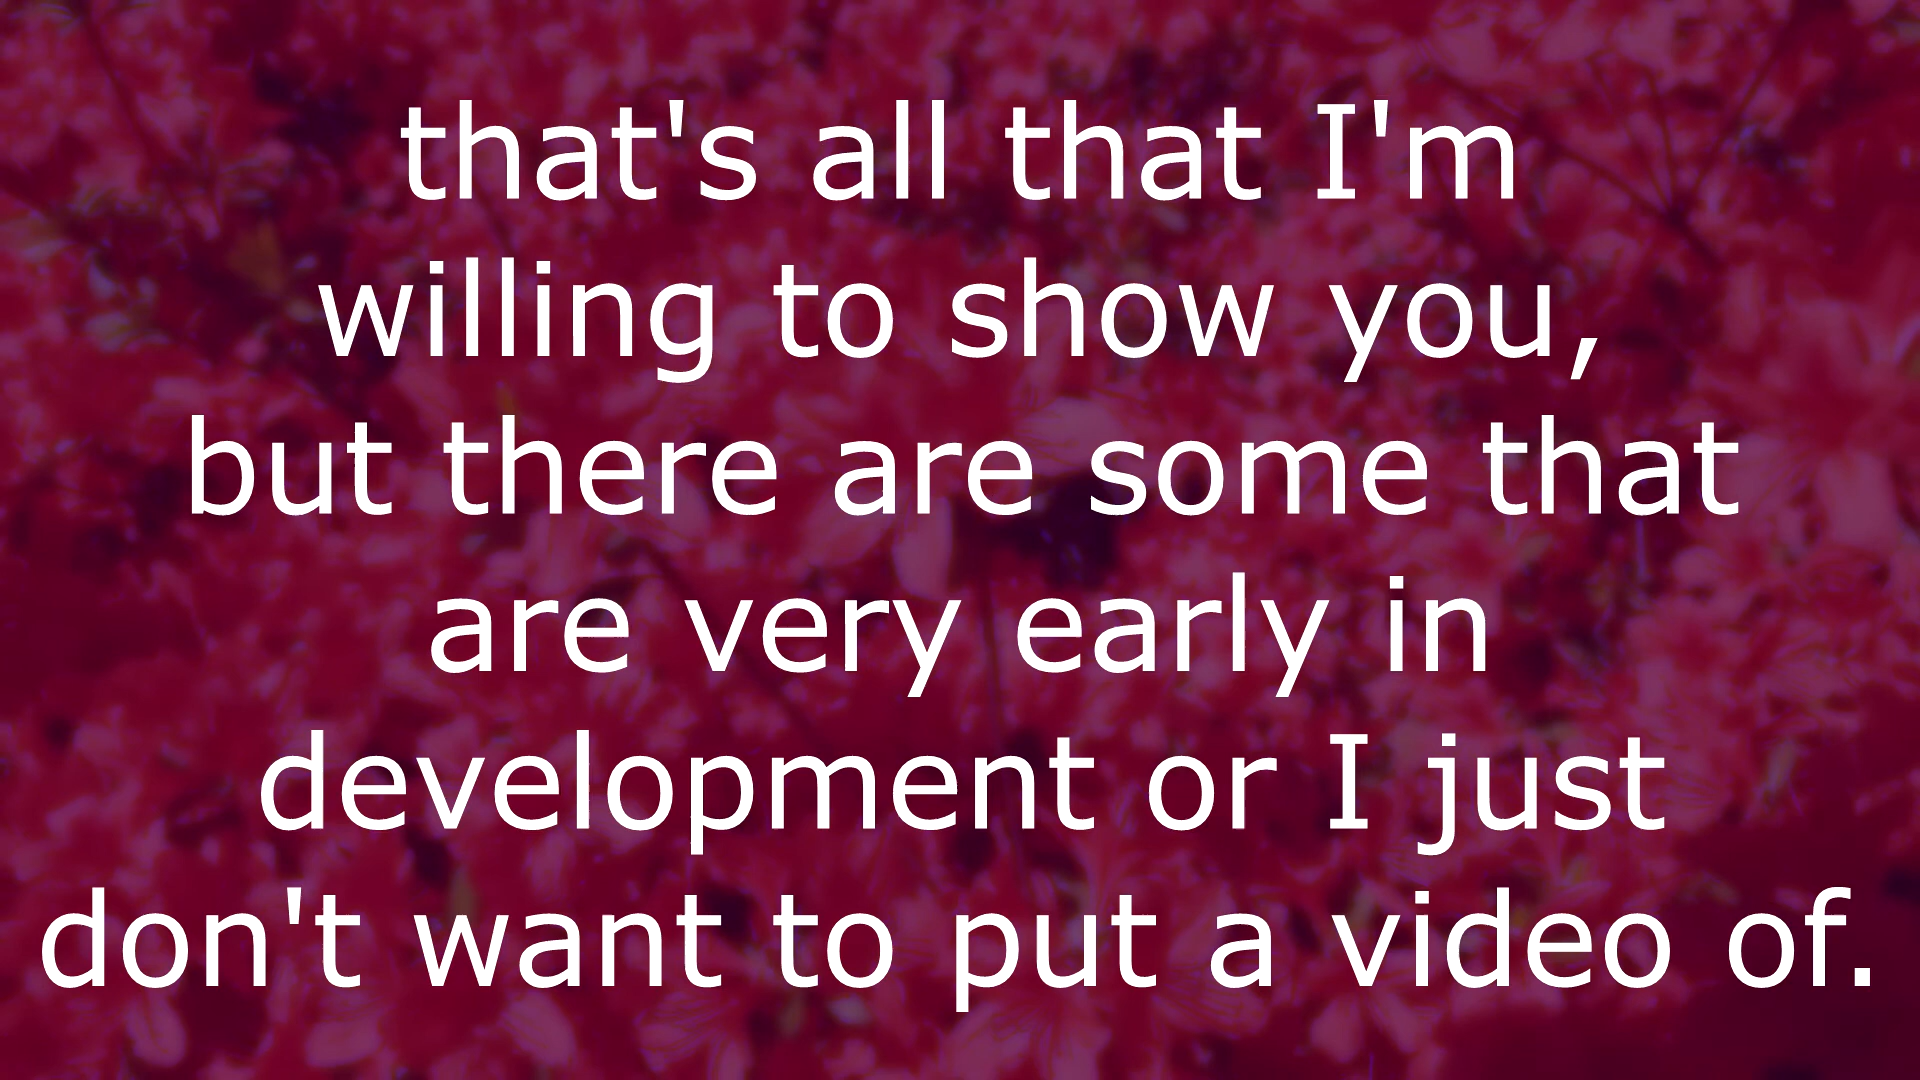 that's all that I'm
willing to show you,
but there are some that
are very early in
development or I just
don't want to put a video of.